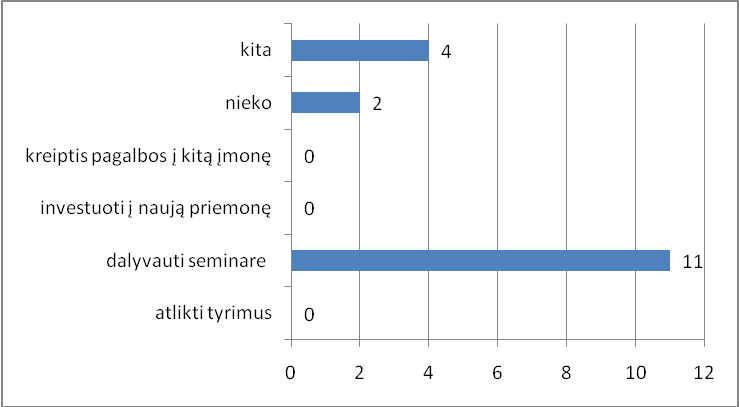 kita 4
nieko 2
kreiptis pagalbos į kitą įmonę 0
investuoti į naują priemonę 0
dalyvauti seminare 11
atlikti tyrimus 0
0 2 4 6 8 10 12